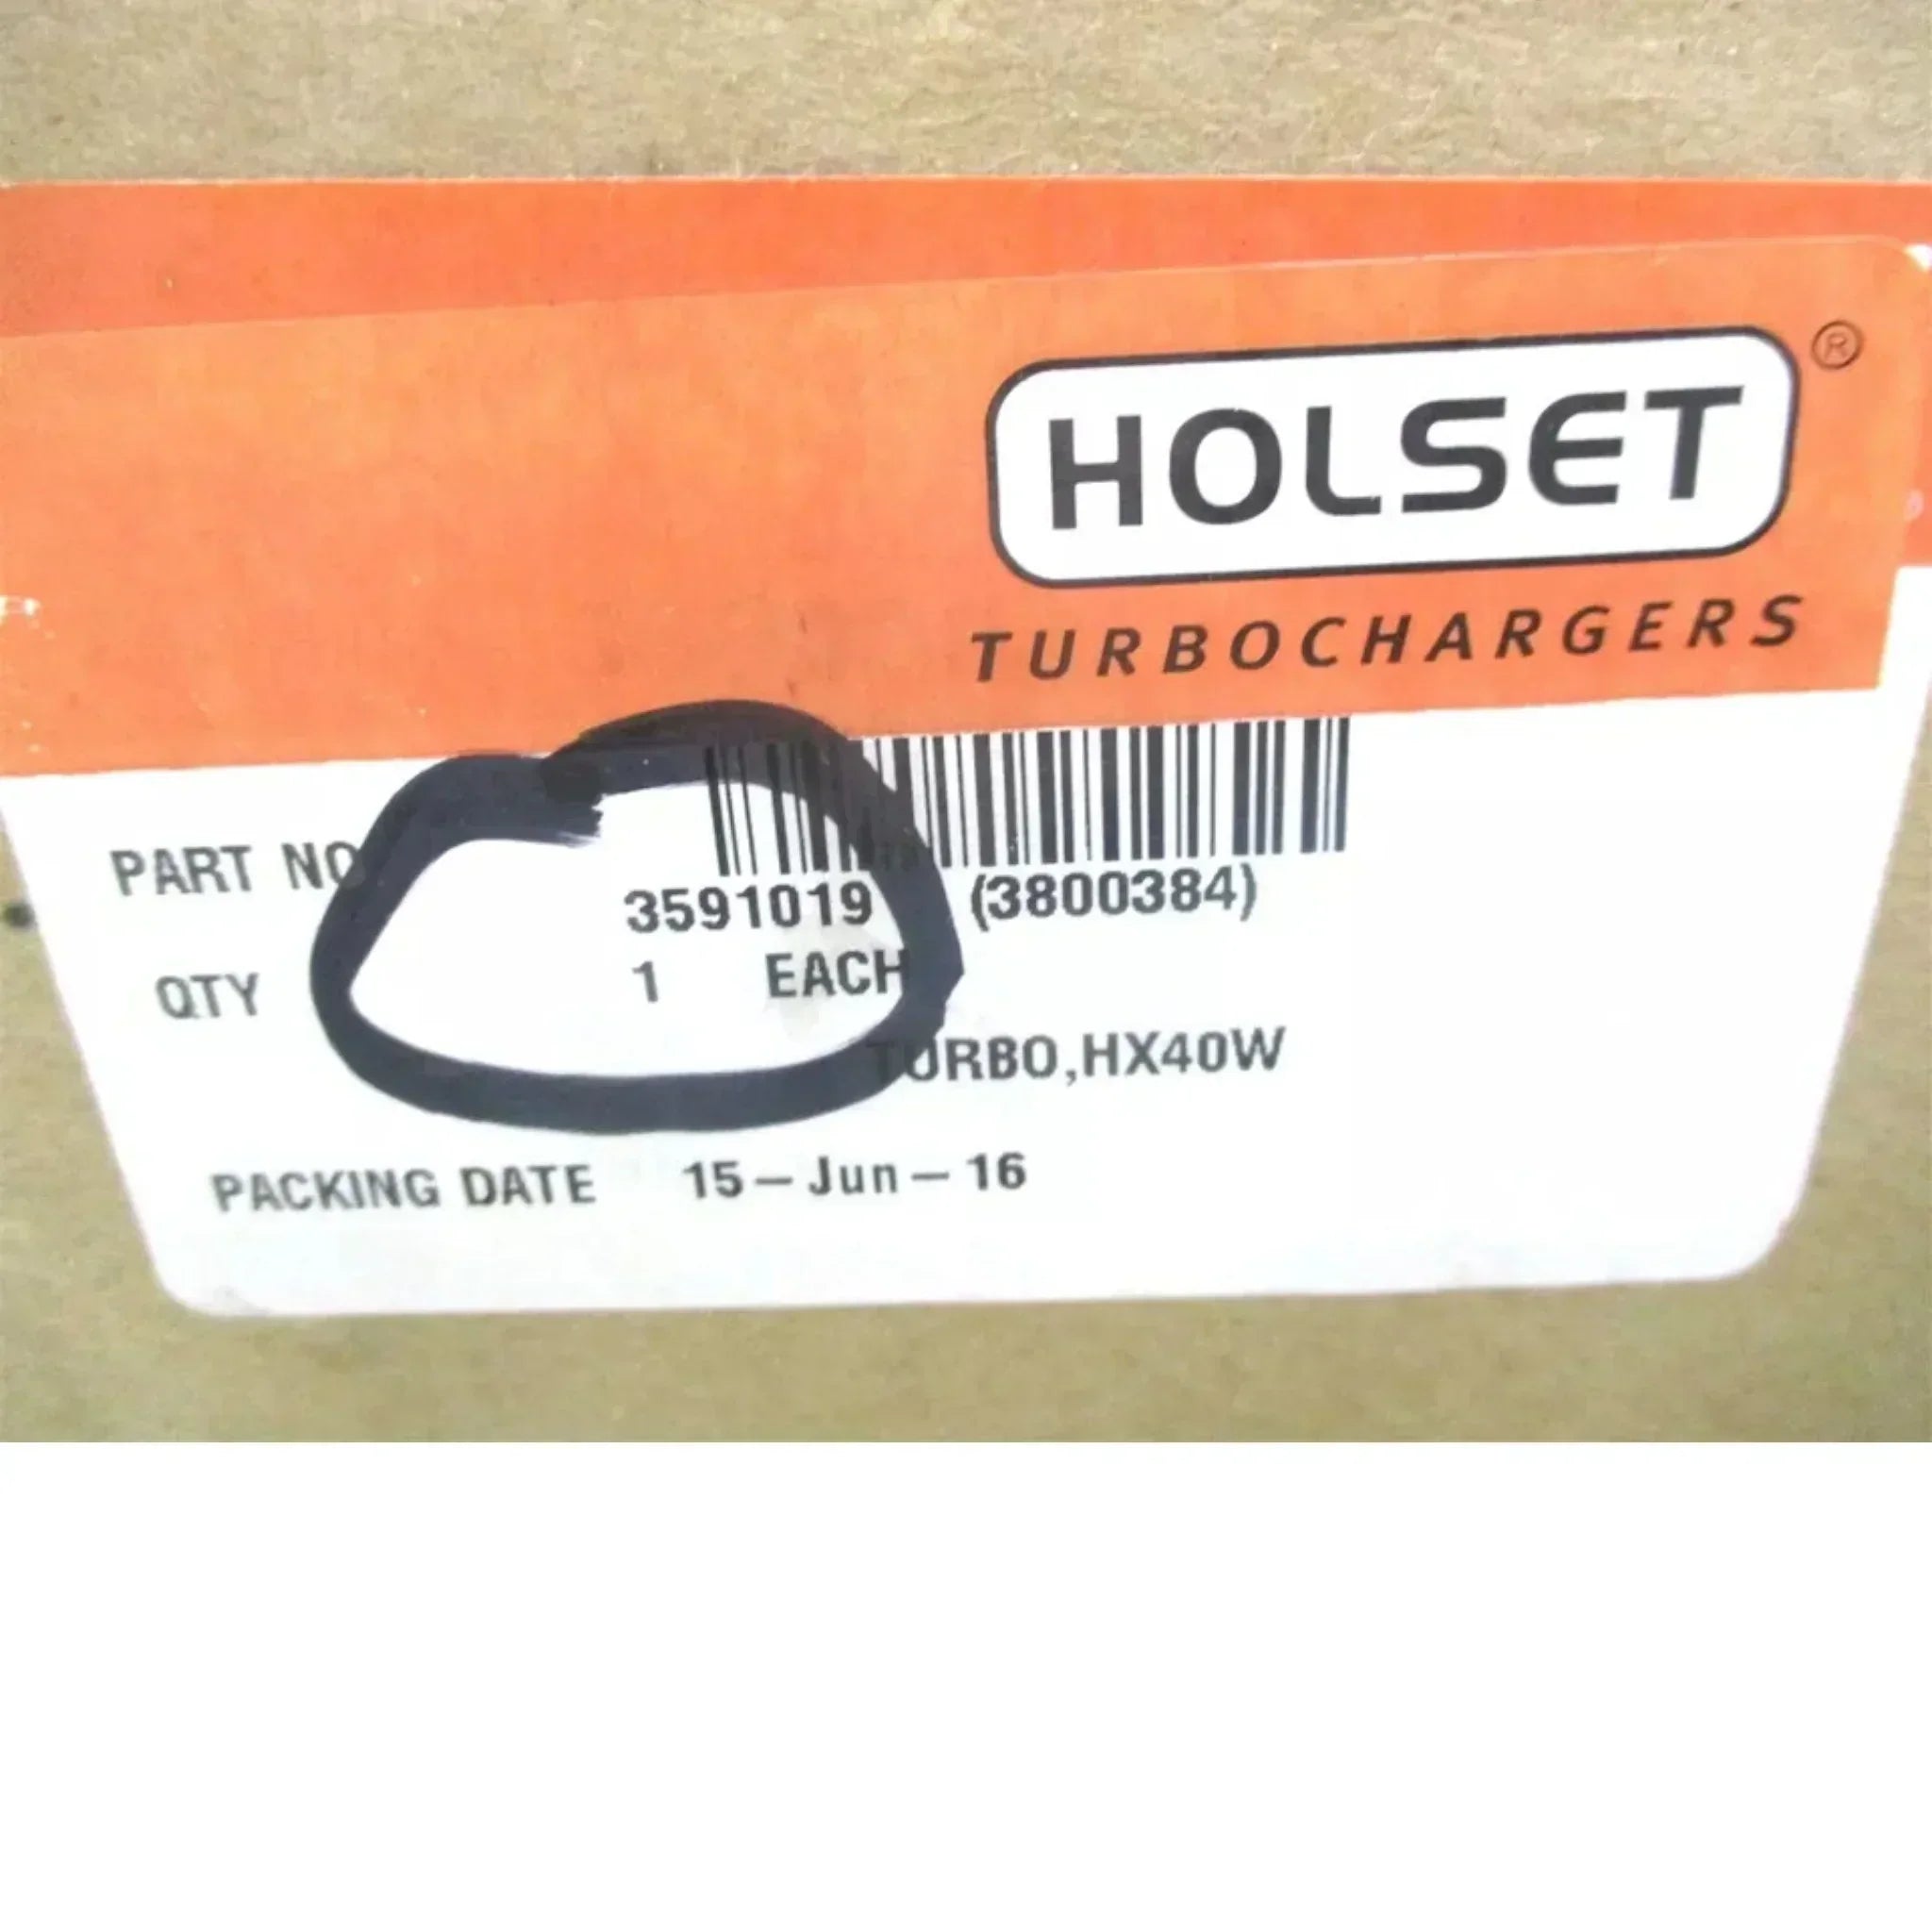 HOLSET ®
TURBOCHARGERS
PART NO
3591019 (3800384)
QTY 1 EACH
TURBO,HX40W
PACKING DATE 15-Jun-16